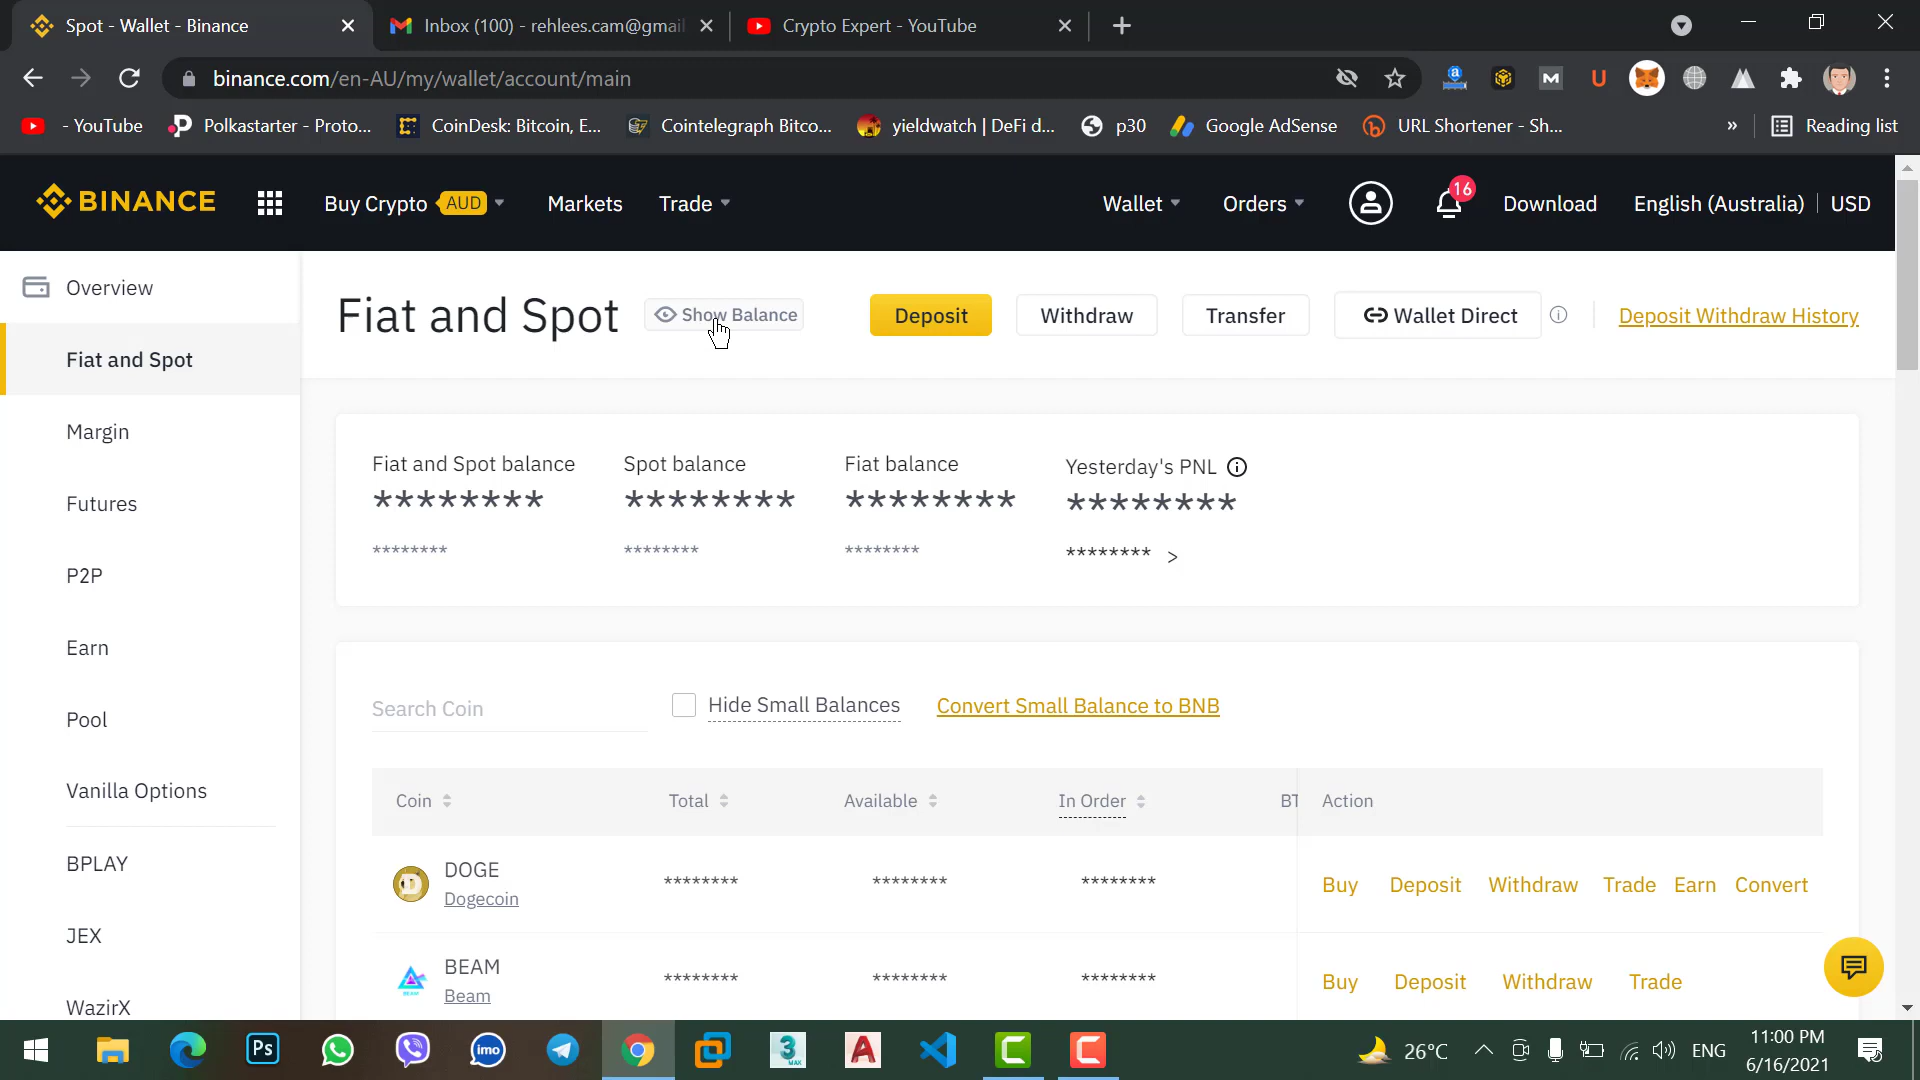 Spot - Wallet - Binance
Inbox (100) - rehlees.cam@gmail
Crypto Expert - YouTube
binance.com/en-AU/my/wallet/account/main
- YouTube
Polkastarter - Proto...
CoinDesk: Bitcoin, E...
Cointelegraph Bitco...
yieldwatch | DeFi d...
p30
Google AdSense
URL Shortener - Sh...
»
Reading list
BINANCE
Buy Crypto AUD
Markets
Trade
Wallet
Orders
16
Download
English (Australia)
USD
Overview
Fiat and Spot
Margin
Futures
P2P
Earn
Pool
Vanilla Options
BPLAY
JEX
WazirX
Fiat and Spot
Show Balance
Deposit
Withdraw
Transfer
Wallet Direct
Deposit Withdraw History
Fiat and Spot balance
********
********
Spot balance
********
********
Fiat balance
********
********
Yesterday's PNL
********
******** >
Search Coin
Hide Small Balances
Convert Small Balance to BNB
Coin Total Available In Order BT Action
DOGE
Dogecoin
******** ******** ********
Buy Deposit Withdraw Trade Earn Convert
BEAM
Beam
******** ******** ********
Buy Deposit Withdraw Trade
Ps
imo
3
MAX
A
26°C
ENG
11:00 PM
6/16/2021